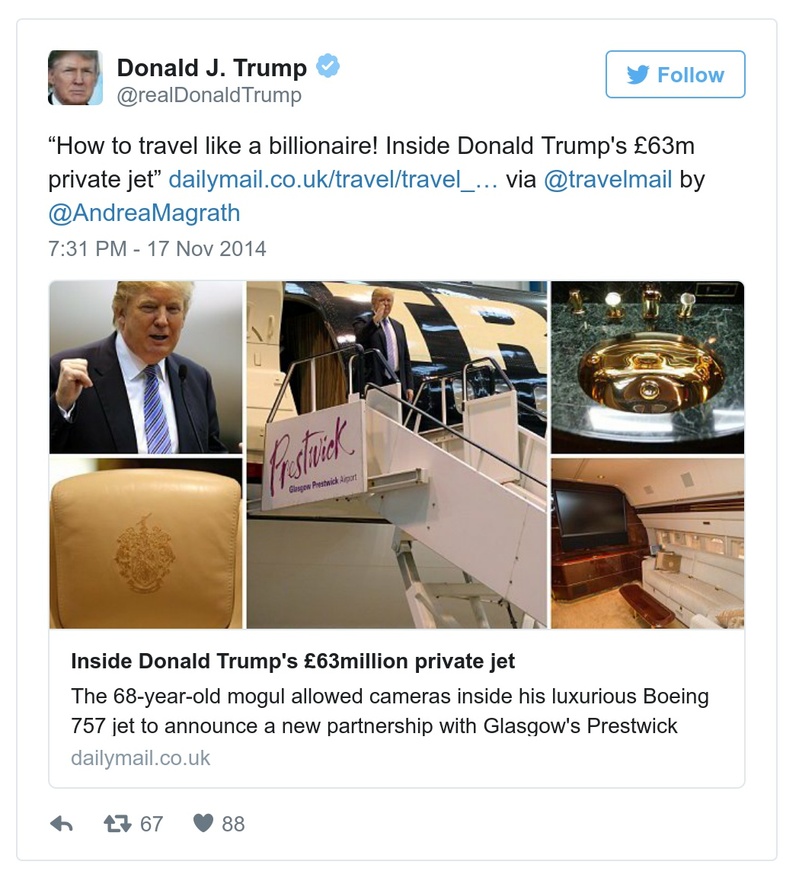 Donald J. Trump
@realDonaldTrump
Follow
“How to travel like a billionaire! Inside Donald Trump's £63m
private jet” dailymail.co.uk/travel/travel_… via @travelmail by
@AndreaMagrath
7:31 PM - 17 Nov 2014
TR
Prestwick
Glasgow Prestwick Airport
Inside Donald Trump's £63million private jet
The 68-year-old mogul allowed cameras inside his luxurious Boeing
757 jet to announce a new partnership with Glasgow's Prestwick
dailymail.co.uk
67
88